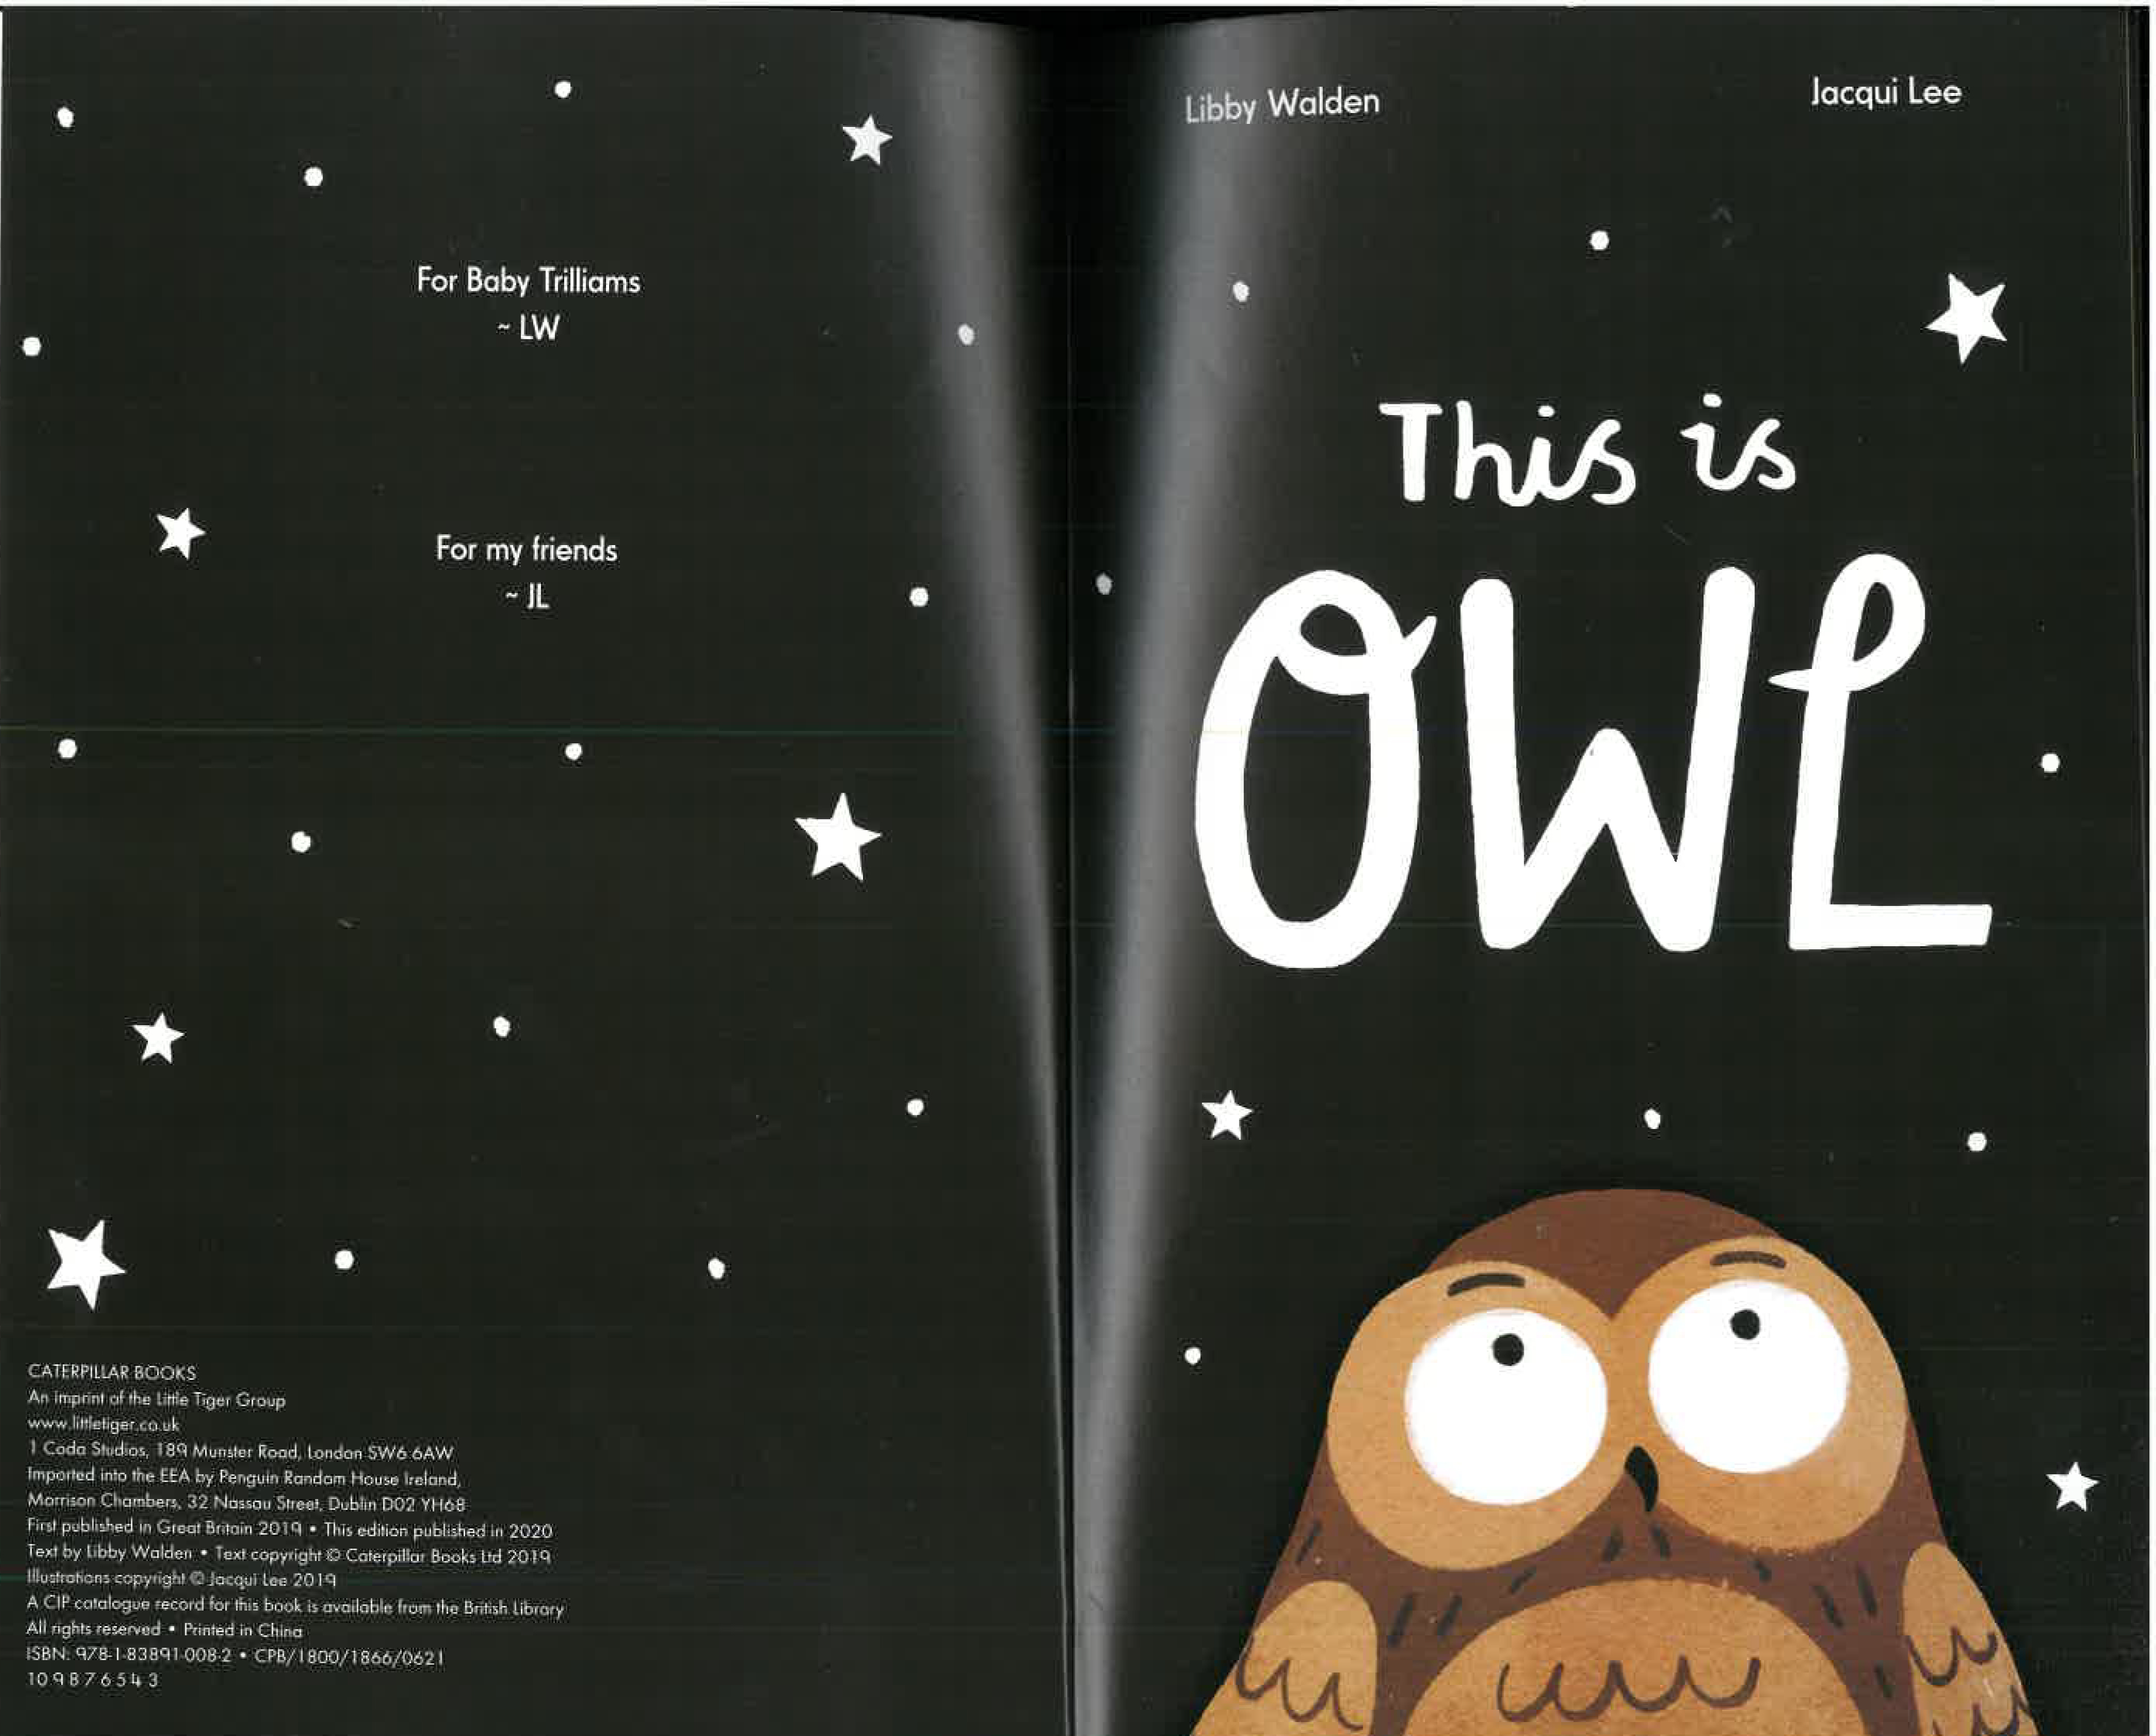 For Baby Trilliams
~ LW
For my friends
~ JL
CATERPILLAR BOOKS
An imprint of the Little Tiger Group
www.littletiger.co.uk
1 Coda Studios, 189 Munster Road, London SW6 6AW
Imported into the EEA by Penguin Random House Ireland,
Morrison Chambers, 32 Nassau Street, Dublin D02 YH68
First published in Great Britain 2019 • This edition published in 2020
Text by Libby Walden • Text copyright © Caterpillar Books Ltd 2019
Illustrations copyright © Jacqui Lee 2019
A CIP catalogue record for this book is available from the British Library
All rights reserved • Printed in China
ISBN: 978-1-83891-008-2 • CPB/1800/1866/0621
10 9 8 7 6 5 4 3
Libby Walden
Jacqui Lee
This is
OWL